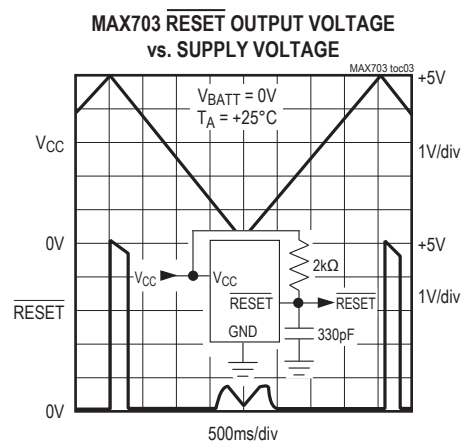 MAX703 RESET OUTPUT VOLTAGE
vs. SUPPLY VOLTAGE
MAX703 toc03
+5V
VBATT = 0V
TA = +25°C
VCC
1V/div
0V
+5V
VCC
VCC
2kΩ
1V/div
RESET
RESET
RESET
GND
330pF
0V
500ms/div